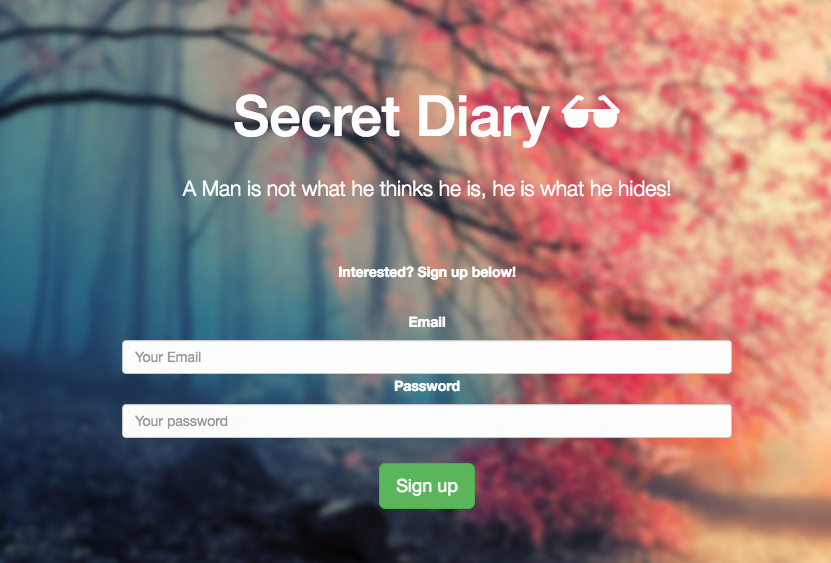 Secret Diary
A Man is not what he thinks he is, he is what he hides!
Interested? Sign up below!
Email
Your Email
Password
Your password
Sign up